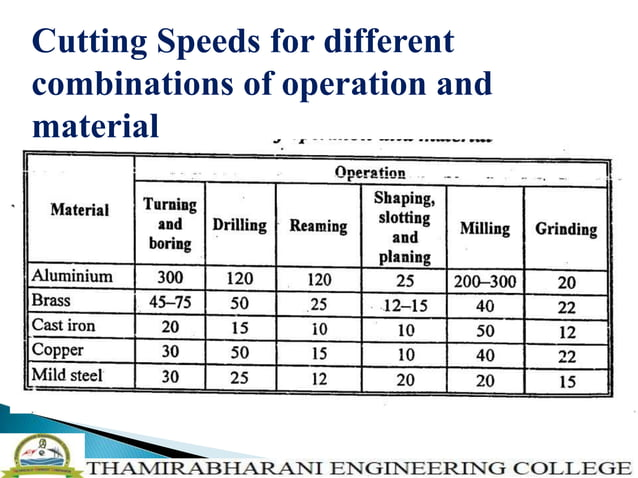 Cutting Speeds for different
combinations of operation and
material
Material
Operation
Turning and boring Drilling Reaming Shaping, slotting and planing Milling Grinding
Aluminium 300 120 120 25 200–300 20
Brass 45–75 50 25 12–15 40 22
Cast iron 20 15 10 10 50 12
Copper 30 50 15 10 40 22
Mild steel 30 25 12 20 20 15
THAMIRABHARANI ENGINEERING COLLEGE